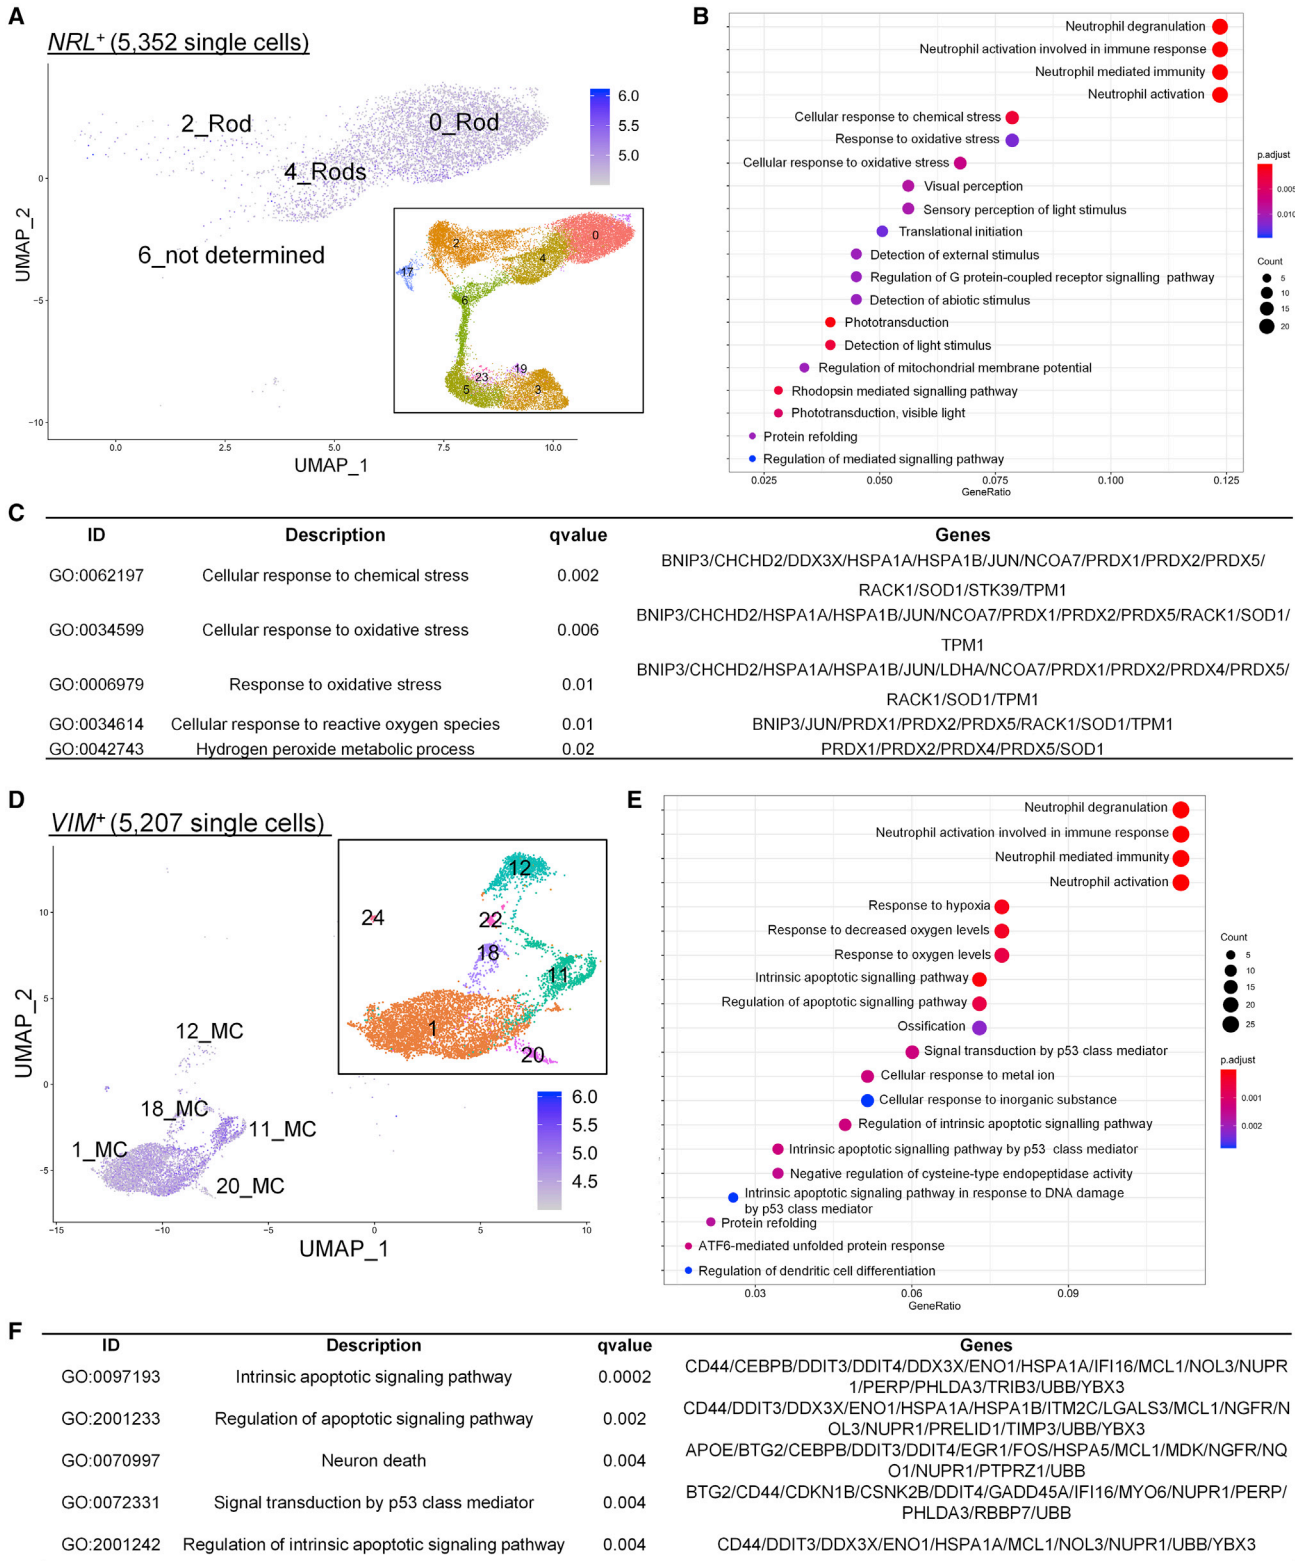 A
NRL+ (5,352 single cells)
2_Rod
0_Rod
4_Rods
6_not determined
6.0
5.5
5.0
0
−5
−10
0.0
2.5
5.0
7.5
10.0
UMAP_1
UMAP_2
0
2
4
17
6
19
23
5
3
B
Neutrophil degranulation
Neutrophil activation involved in immune response
Neutrophil mediated immunity
Neutrophil activation
Cellular response to chemical stress
Response to oxidative stress
Cellular response to oxidative stress
Visual perception
Sensory perception of light stimulus
Translational initiation
Detection of external stimulus
Regulation of G protein-coupled receptor signalling pathway
Detection of abiotic stimulus
Phototransduction
Detection of light stimulus
Regulation of mitochondrial membrane potential
Rhodopsin mediated signalling pathway
Phototransduction, visible light
Protein refolding
Regulation of mediated signalling pathway
0.025
0.050
0.075
0.100
0.125
GeneRatio
p.adjust
0.005
0.010
Count
5
10
15
20
C
ID Description qvalue Genes
GO:0062197 Cellular response to chemical stress 0.002 BNIP3/CHCHD2/DDX3X/HSPA1A/HSPA1B/JUN/NCOA7/PRDX1/PRDX2/PRDX5/
RACK1/SOD1/STK39/TPM1
GO:0034599 Cellular response to oxidative stress 0.006 BNIP3/CHCHD2/HSPA1A/HSPA1B/JUN/NCOA7/PRDX1/PRDX2/PRDX5/RACK1/SOD1/
TPM1
GO:0006979 Response to oxidative stress 0.01 BNIP3/CHCHD2/HSPA1A/HSPA1B/JUN/LDHA/NCOA7/PRDX1/PRDX2/PRDX4/PRDX5/
RACK1/SOD1/TPM1
GO:0034614 Cellular response to reactive oxygen species 0.01 BNIP3/JUN/PRDX1/PRDX2/PRDX5/RACK1/SOD1/TPM1
GO:0042743 Hydrogen peroxide metabolic process 0.02 PRDX1/PRDX2/PRDX4/PRDX5/SOD1
D
VIM+ (5,207 single cells)
12
24
22
18
11
1
20
12_MC
18_MC
11_MC
1_MC
20_MC
6.0
5.5
5.0
4.5
10
5
0
−5
−15
−10
−5
0
5
10
UMAP_1
UMAP_2
E
Neutrophil degranulation
Neutrophil activation involved in immune response
Neutrophil mediated immunity
Neutrophil activation
Response to hypoxia
Response to decreased oxygen levels
Response to oxygen levels
Intrinsic apoptotic signalling pathway
Regulation of apoptotic signalling pathway
Ossification
Signal transduction by p53 class mediator
Cellular response to metal ion
Cellular response to inorganic substance
Regulation of intrinsic apoptotic signalling pathway
Intrinsic apoptotic signalling pathway by p53 class mediator
Negative regulation of cysteine-type endopeptidase activity
Intrinsic apoptotic signaling pathway in response to DNA damage
by p53 class mediator
Protein refolding
ATF6-mediated unfolded protein response
Regulation of dendritic cell differentiation
0.03
0.06
0.09
GeneRatio
Count
5
10
15
20
25
p.adjust
0.001
0.002
F
ID Description qvalue Genes
GO:0097193 Intrinsic apoptotic signaling pathway 0.0002 CD44/CEBPB/DDIT3/DDIT4/DDX3X/ENO1/HSPA1A/IFI16/MCL1/NOL3/NUPR
1/PERP/PHLDA3/TRIB3/UBB/YBX3
GO:2001233 Regulation of apoptotic signaling pathway 0.002 CD44/DDIT3/DDX3X/ENO1/HSPA1A/HSPA1B/ITM2C/LGALS3/MCL1/NGFR/N
OL3/NUPR1/PRELID1/TIMP3/UBB/YBX3
GO:0070997 Neuron death 0.004 APOE/BTG2/CEBPB/DDIT3/DDIT4/EGR1/FOS/HSPA5/MCL1/MDK/NGFR/NQ
O1/NUPR1/PTPRZ1/UBB
GO:0072331 Signal transduction by p53 class mediator 0.004 BTG2/CD44/CDKN1B/CSNK2B/DDIT4/GADD45A/IFI16/MYO6/NUPR1/PERP/
PHLDA3/RBBP7/UBB
GO:2001242 Regulation of intrinsic apoptotic signaling pathway 0.004 CD44/DDIT3/DDX3X/ENO1/HSPA1A/MCL1/NOL3/NUPR1/UBB/YBX3